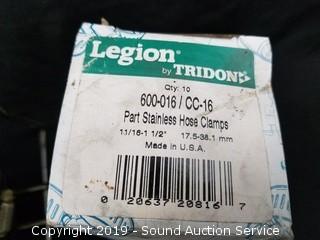 Legion
by TRIDON
Qty: 10
600-016 / CC-16
Part Stainless Hose Clamps
11/16-1 1/2" 17.5-38.1 mm
Made in U.S.A.
0 20637 20816 7
Copyright 2019 - Star Auction Service